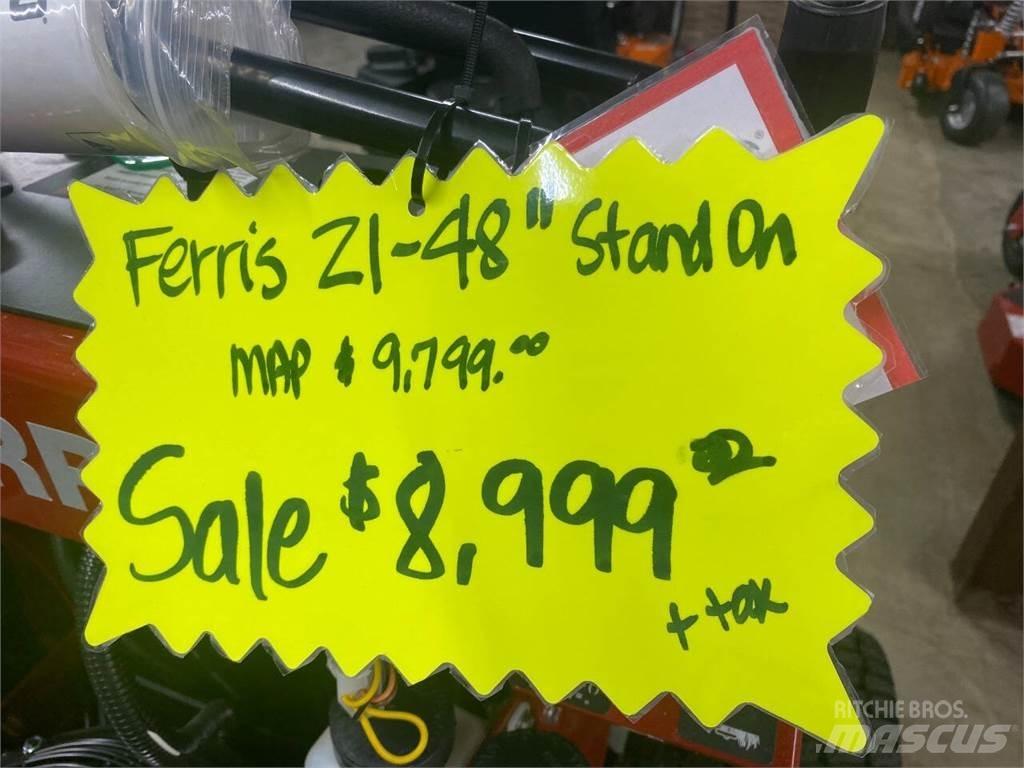 Ferris Z1-48" Stand On
MAP $9,799.00
Sale $8,999.00
+ tax
RITCHIE BROS.
MASCUS